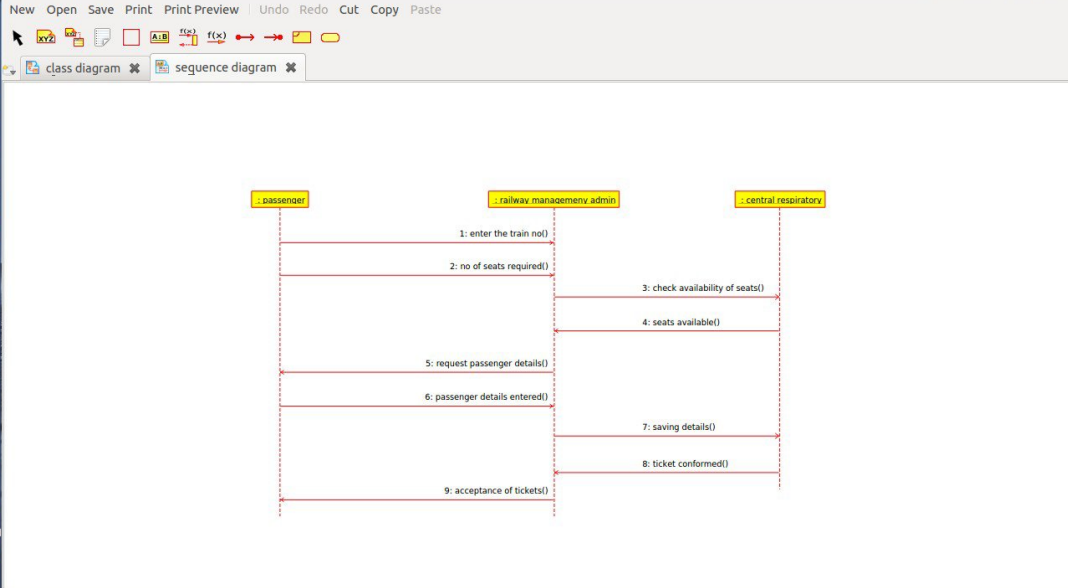 New Open Save Print Print Preview Undo Redo Cut Copy Paste
XYZ XYZ A:B f(x) f(x)
class diagram sequence diagram
: passenger : railway managemeny admin : central respiratory
1: enter the train no()
2: no of seats required()
3: check availability of seats()
4: seats available()
5: request passenger details()
6: passenger details entered()
7: saving details()
8: ticket conformed()
9: acceptance of tickets()